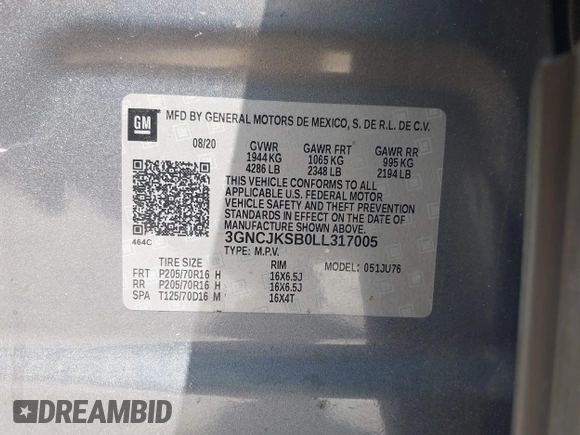 GM
MFD BY GENERAL MOTORS DE MEXICO, S. DE R.L. DE C.V.
08/20 GVWR GAWR FRT GAWR RR
1944 KG 1065 KG 995 KG
4286 LB 2348 LB 2194 LB
THIS VEHICLE CONFORMS TO ALL
APPLICABLE U.S. FEDERAL MOTOR
VEHICLE SAFETY AND THEFT PREVENTION
STANDARDS IN EFFECT ON THE DATE OF
MANUFACTURE SHOWN ABOVE.
464C 3GNCJKSB0LL317005
TYPE: M.P.V.
TIRE SIZE RIM MODEL 051JU76
FRT P205/70R16 H 16X6.5J
RR P205/70R16 H 16X6.5J
SPA T125/70D16 M 16X4T
DREAMBID